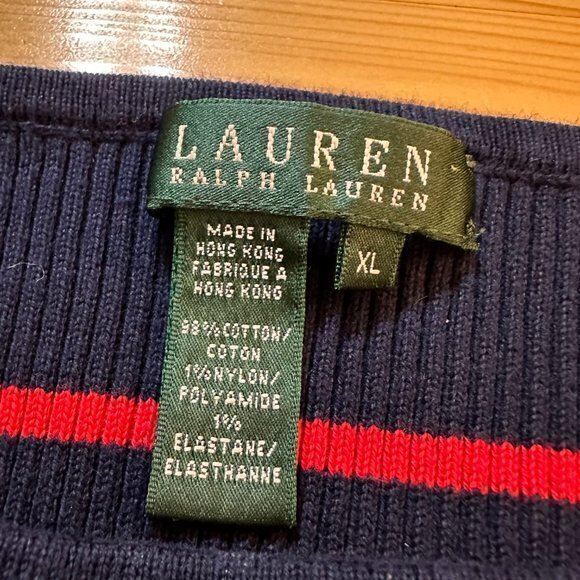 LAUREN
RALPH LAUREN
MADE IN
HONG KONG
FABRIQUE A
HONG KONG
98% COTTON/
COTON
1% NYLON/
POLYAMIDE
1%
ELASTANE/
ELASTHANNE
XL